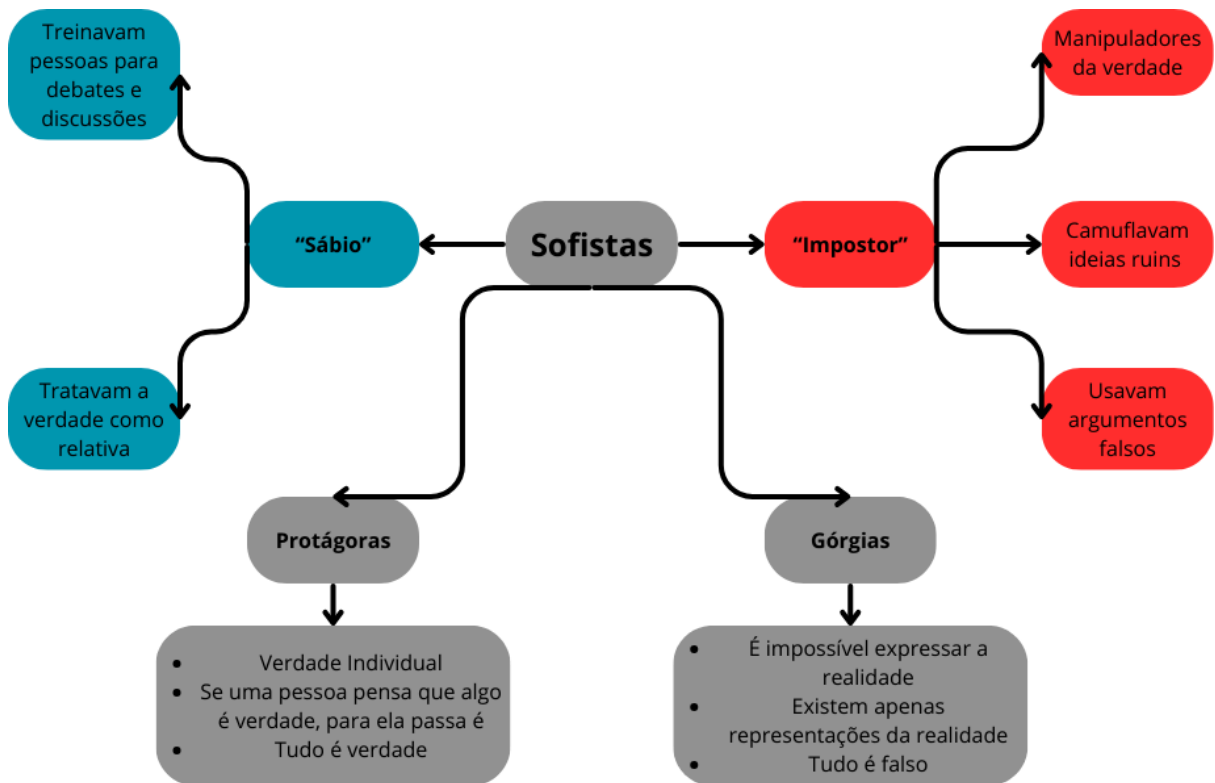 Treinavam
pessoas para
debates e
discussões
Manipuladores
da verdade
“Sábio”
Sofistas
“Impostor”
Camuflavam
ideias ruins
Tratavam a
verdade como
relativa
Usavam
argumentos
falsos
Protágoras
Górgias
• Verdade Individual
• Se uma pessoa pensa que algo
é verdade, para ela passa é
• Tudo é verdade
• É impossível expressar a
realidade
• Existem apenas
representações da realidade
• Tudo é falso